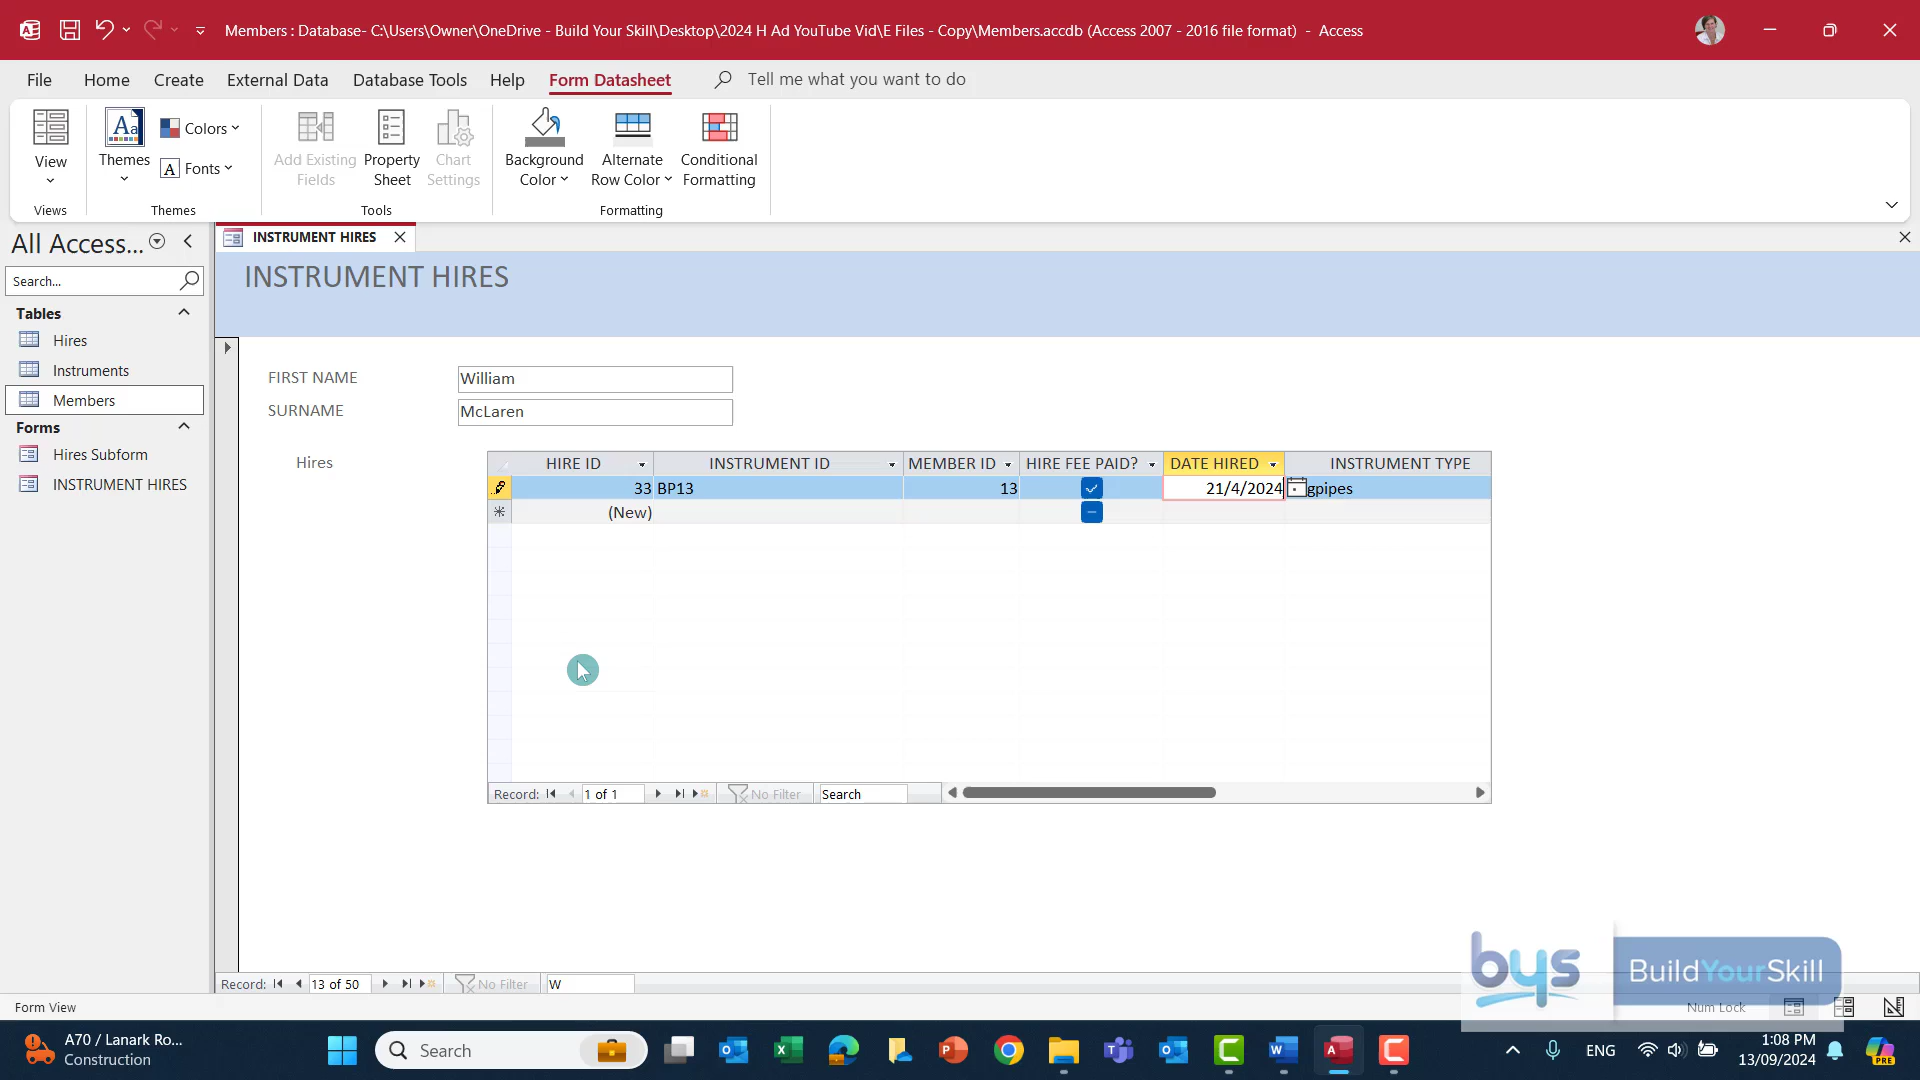 Members : Database- C:\Users\Owner\OneDrive - Build Your Skill\Desktop\2024 H Ad YouTube Vid\E Files - Copy\Members.accdb (Access 2007 - 2016 file format)  -  Access
File Home Create External Data Database Tools Help Form Datasheet Tell me what you want to do
View
Views
Themes
Colors
Fonts
Themes
Add Existing Fields
Property Sheet
Chart Settings
Tools
Background Color
Alternate Row Color
Conditional Formatting
Formatting
All Access...
Search...
Tables
Hires
Instruments
Members
Forms
Hires Subform
INSTRUMENT HIRES
INSTRUMENT HIRES
INSTRUMENT HIRES
FIRST NAME William
SURNAME McLaren
Hires
HIRE ID INSTRUMENT ID MEMBER ID HIRE FEE PAID? DATE HIRED INSTRUMENT TYPE
33 BP13 13 21/4/2024 gpipes
(New)
Record: 1 of 1 No Filter Search
Record: 13 of 50 No Filter W
Form View
Num Lock
bys BuildYourSkill
A70 / Lanark Ro...
Construction
Search
ENG
1:08 PM
13/09/2024
PRE